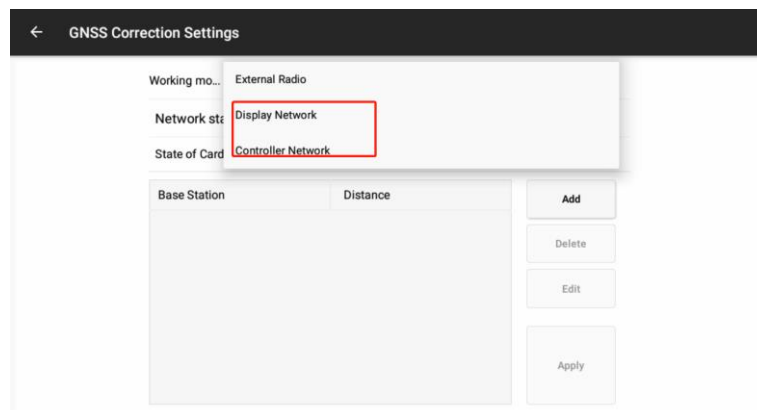 GNSS Correction Settings
Working mo...
External Radio
Network sta
Display Network
State of Card
Controller Network
Base Station
Distance
Add
Delete
Edit
Apply